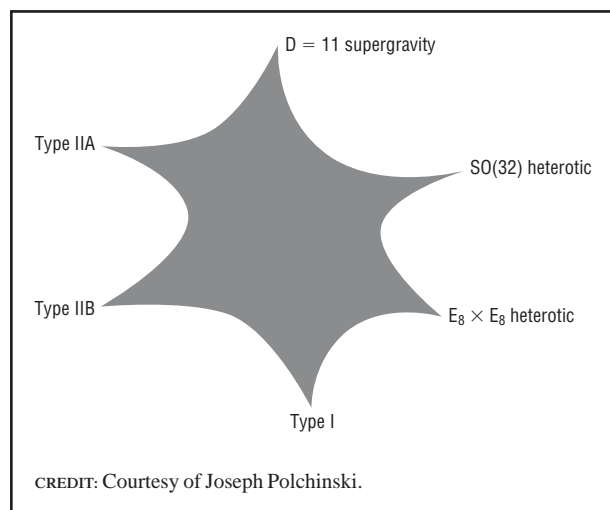 D = 11 supergravity
Type IIA
SO(32) heterotic
Type IIB
E₈ × E₈ heterotic
Type I
CREDIT: Courtesy of Joseph Polchinski.